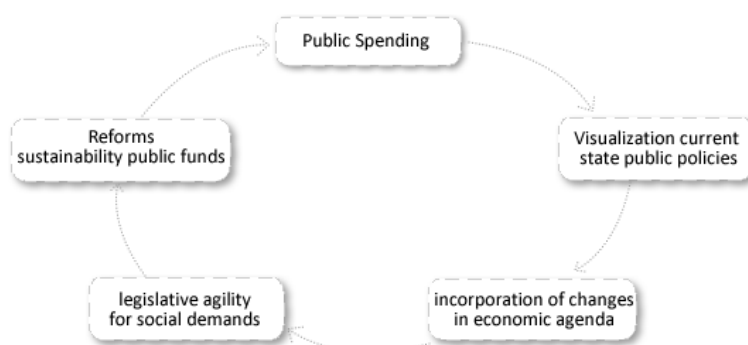 Public Spending
Visualization current
state public policies
incorporation of changes
in economic agenda
legislative agility
for social demands
Reforms
sustainability public funds